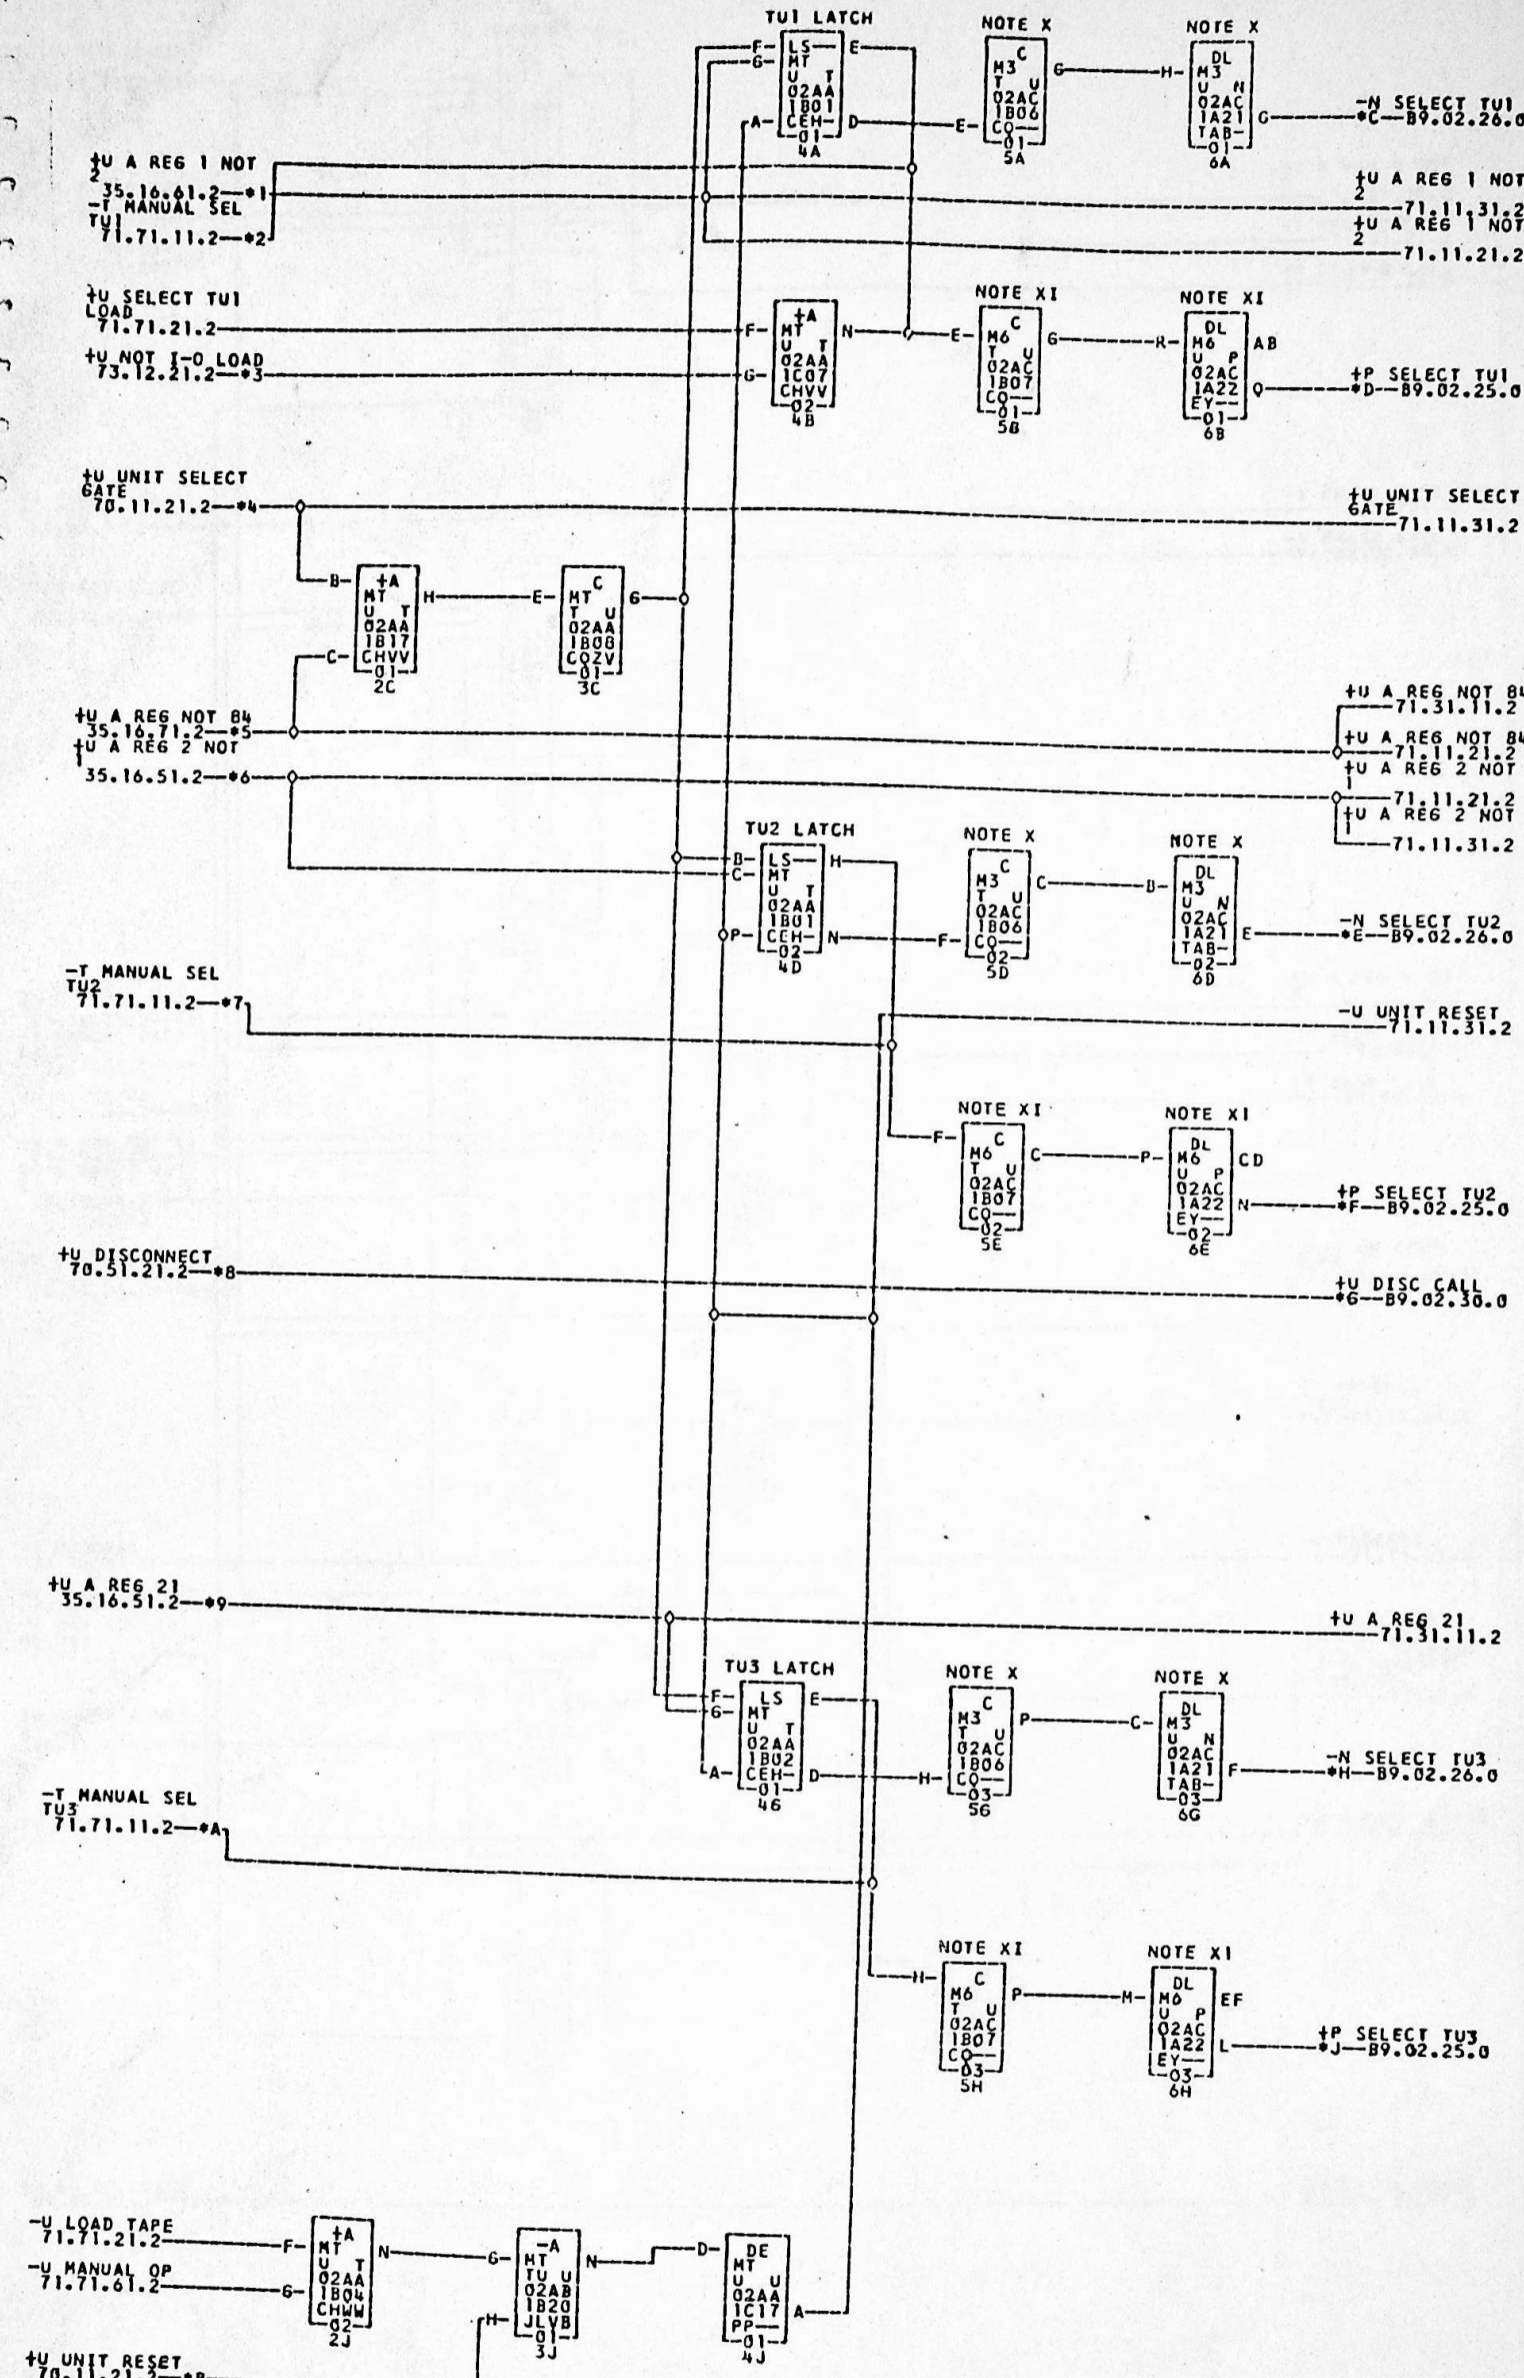 TU1 LATCH
NOTE X
NOTE X
F- LS— E
G- MT
U T
02AA
1B01
A- CEH- D
-01-
4A
C
M3 G
T U
02AC
1B06
E- CQ—
-01-
5A
DL
H- M3
U N
02AC
1A21 G
TAB-
-01-
6A
-N SELECT TU1
*C—B9.02.26.0
+U A REG 1 NOT
2
35.16.61.2—*1
-T MANUAL SEL
TU1
71.71.11.2—*2
+U A REG 1 NOT
2
71.11.31.2
+U A REG 1 NOT
2
71.11.21.2
+U SELECT TU1
LOAD
71.71.21.2
+U NOT I-O LOAD
73.12.21.2—*3
+A
F- MT N
U T
02AA
G- 1C07
CHVV
-02-
4B
NOTE XI
C
E- M6 G
T U
02AC
1B07
CQ—
-01-
5B
NOTE XI
DL
R- M6 AB
U P
02AC
1A22 Q
EY—
-01-
6B
+P SELECT TU1
*D—B9.02.25.0
+U UNIT SELECT
GATE
70.11.21.2—*4
+U UNIT SELECT
GATE
71.11.31.2
B- +A
MT H
U T
02AA
1B17
C- CHVV
-01-
2C
C
E- MT G
T U
02AA
1B08
CQZV
-01-
3C
+U A REG NOT 84
35.16.71.2—*5
+U A REG 2 NOT
1
35.16.51.2—*6
+U A REG NOT 84
71.31.11.2
+U A REG NOT 84
71.11.21.2
+U A REG 2 NOT
1
71.11.21.2
+U A REG 2 NOT
1
71.11.31.2
TU2 LATCH
B- LS— H
C- MT
U T
02AA
1B01
P- CEH- N
-02-
4D
NOTE X
C
M3 C
T U
02AC
1B06
F- CQ—
-02-
5D
NOTE X
DL
B- M3
U N
02AC
1A21 E
TAB-
-02-
6D
-N SELECT TU2
*E—B9.02.26.0
-T MANUAL SEL
TU2
71.71.11.2—*7
-U UNIT RESET
71.11.31.2
NOTE XI
F- C
M6 C
T U
02AC
1B07
CQ—
-02-
5E
NOTE XI
DL
P- M6 CD
U P
02AC
1A22 N
EY—
-02-
6E
+P SELECT TU2
*F—B9.02.25.0
+U DISCONNECT
70.51.21.2—*8
+U DISC CALL
*G—B9.02.30.0
+U A REG 21
35.16.51.2—*9
+U A REG 21
71.31.11.2
TU3 LATCH
F- LS E
G- MT
U T
02AA
1B02
A- CEH- D
-01-
4G
NOTE X
C
M3 P
T U
02AC
1B06
H- CQ—
-03-
5G
NOTE X
DL
C- M3
U N
02AC
1A21 F
TAB-
-03-
6G
-N SELECT TU3
*H—B9.02.26.0
-T MANUAL SEL
TU3
71.71.11.2—*A
NOTE XI
H- C
M6 P
T U
02AC
1B07
CQ—
-03-
5H
NOTE XI
DL
M- M6 EF
U P
02AC
1A22 L
EY—
-03-
6H
+P SELECT TU3
*J—B9.02.25.0
-U LOAD TAPE
71.71.21.2
-U MANUAL OP
71.71.61.2
+A
F- MT N
U T
02AA
G- 1B04
CHWW
-02-
2J
-A
G- MT N
TU U
02AB
1B20
H- JLVB
-01-
3J
D- DE
MT
U U
02AA
1C17 A
PP—
-01-
4J
+U UNIT RESET
70.11.21.2—*B